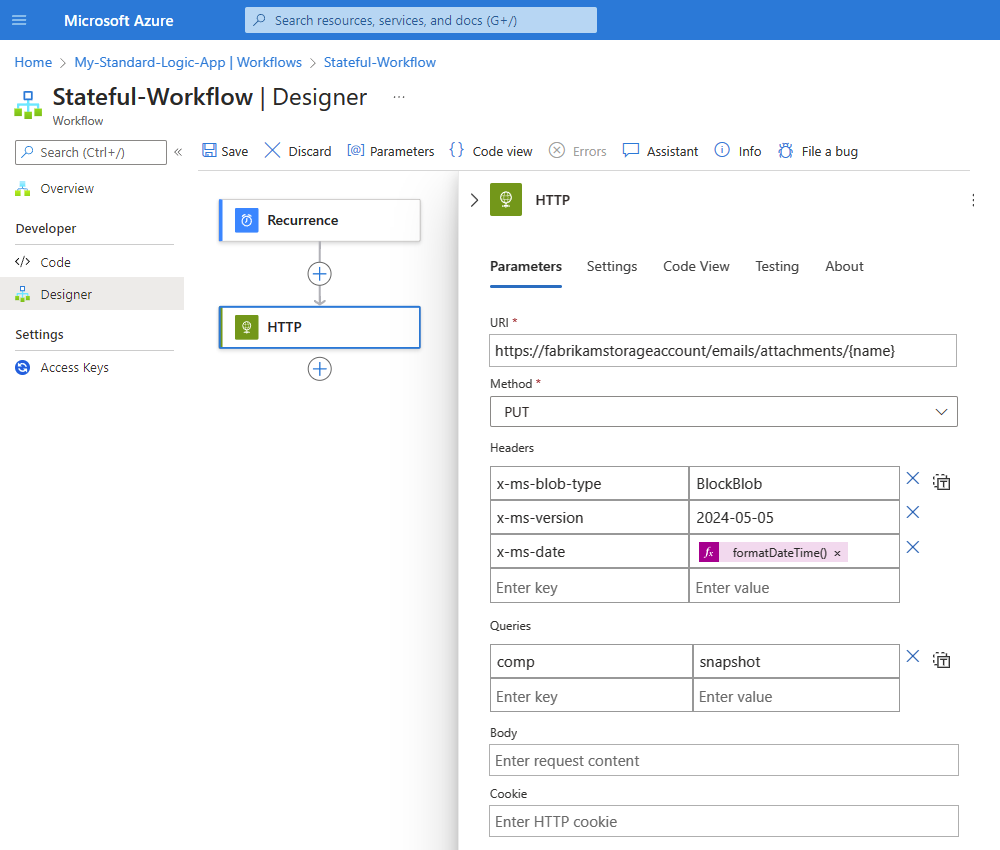 Microsoft Azure
Search resources, services, and docs (G+/)
Home > My-Standard-Logic-App | Workflows > Stateful-Workflow
Stateful-Workflow | Designer ...
Workflow
Search (Ctrl+/) «
Save Discard Parameters Code view Errors Assistant Info File a bug
Overview
Developer
Code
Designer
Settings
Access Keys
Recurrence
HTTP
HTTP
Parameters Settings Code View Testing About
URI *
https://fabrikamstorageaccount/emails/attachments/{name}
Method *
PUT
Headers
x-ms-blob-type BlockBlob
x-ms-version 2024-05-05
x-ms-date fx formatDateTime() ×
Enter key Enter value
Queries
comp snapshot
Enter key Enter value
Body
Enter request content
Cookie
Enter HTTP cookie